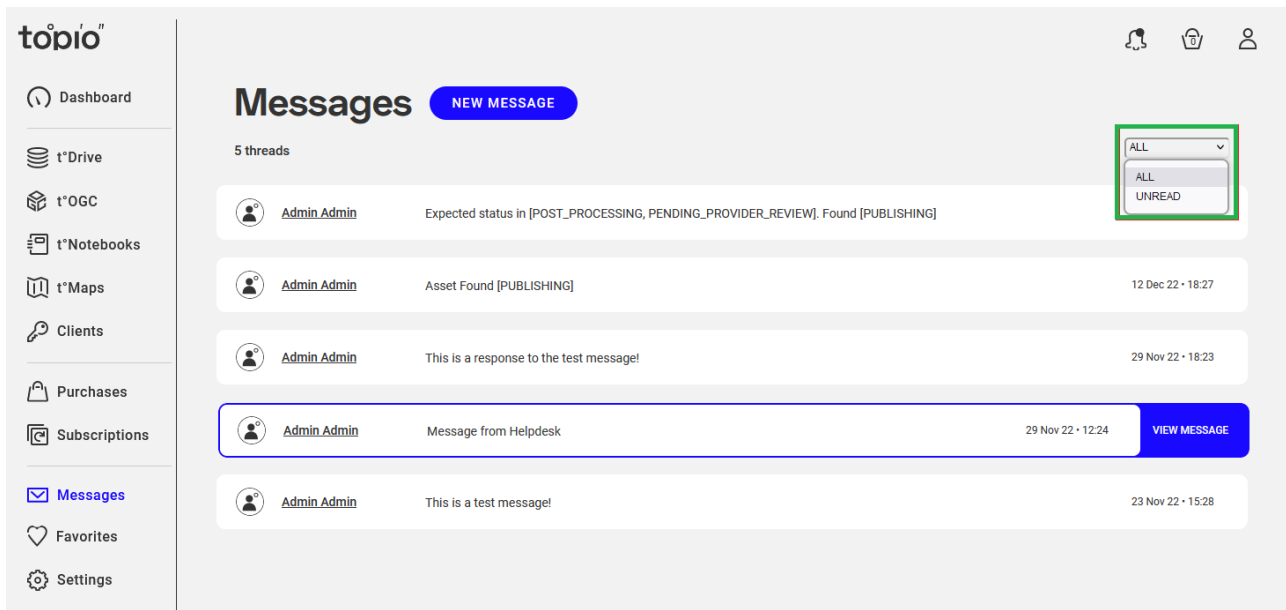 topio
0
Dashboard
t°Drive
t°OGC
t°Notebooks
t°Maps
Clients
Purchases
Subscriptions
Messages
Favorites
Settings
Messages
NEW MESSAGE
5 threads
ALL
ALL
UNREAD
Admin Admin Expected status in [POST_PROCESSING, PENDING_PROVIDER_REVIEW]. Found [PUBLISHING]
Admin Admin Asset Found [PUBLISHING] 12 Dec 22 • 18:27
Admin Admin This is a response to the test message! 29 Nov 22 • 18:23
Admin Admin Message from Helpdesk 29 Nov 22 • 12:24 VIEW MESSAGE
Admin Admin This is a test message! 23 Nov 22 • 15:28